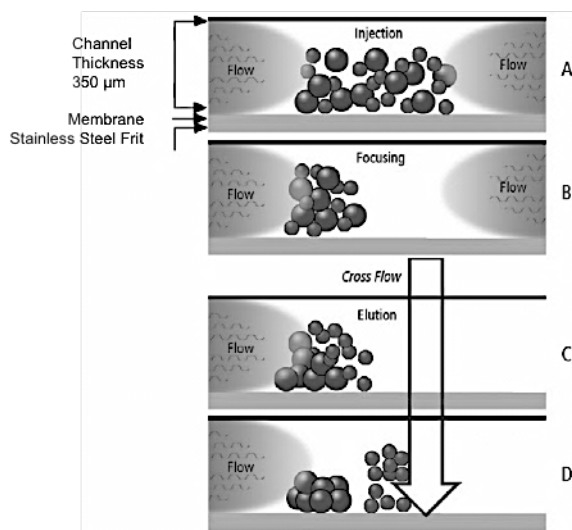 Channel
Thickness
350 µm
Membrane
Stainless Steel Frit
Injection
Flow
Flow
A
Focusing
Flow
Flow
B
Cross Flow
Elution
Flow
C
Flow
D